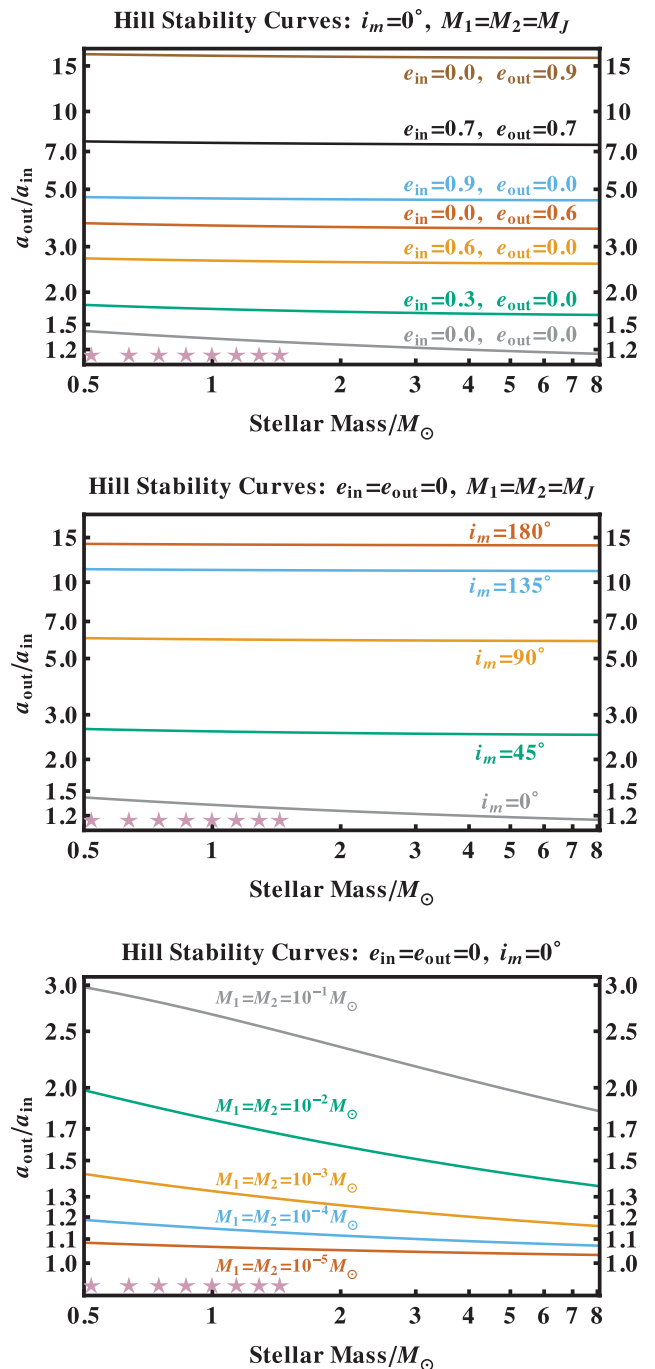 Hill Stability Curves: i_m=0°, M_1=M_2=M_J
15 15
e_in=0.0, e_out=0.9
10 10
e_in=0.7, e_out=0.7
7.0 7.0
5.0 5.0
e_in=0.9, e_out=0.0
e_in=0.0, e_out=0.6
a_out/a_in
3.0 3.0
e_in=0.6, e_out=0.0
2.0 2.0
e_in=0.3, e_out=0.0
1.5 1.5
e_in=0.0, e_out=0.0
1.2 1.2
0.5 1 2 3 4 5 6 7 8
Stellar Mass/M_⊙
Hill Stability Curves: e_in=e_out=0, M_1=M_2=M_J
15 15
i_m=180°
10 10
i_m=135°
7.0 7.0
5.0 5.0
i_m=90°
a_out/a_in
3.0 3.0
2.0 2.0
i_m=45°
1.5 1.5
i_m=0°
1.2 1.2
0.5 1 2 3 4 5 6 7 8
Stellar Mass/M_⊙
Hill Stability Curves: e_in=e_out=0, i_m=0°
3.0 3.0
M_1=M_2=10^-1 M_⊙
2.5 2.5
2.0 2.0
M_1=M_2=10^-2 M_⊙
a_out/a_in
1.7 1.7
1.5 1.5
1.3 1.3
M_1=M_2=10^-3 M_⊙
1.2 1.2
M_1=M_2=10^-4 M_⊙
1.1 1.1
1.0 1.0
M_1=M_2=10^-5 M_⊙
0.5 1 2 3 4 5 6 7 8
Stellar Mass/M_⊙